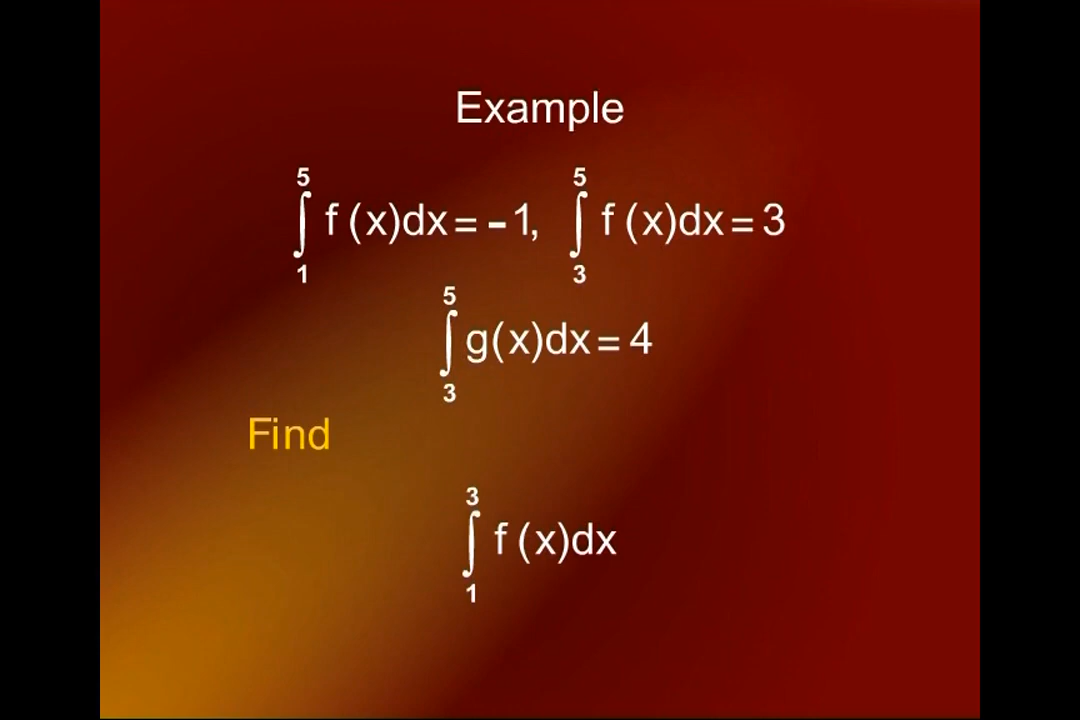 Example
∫₁⁵ f (x)dx = -1, ∫₃⁵ f (x)dx = 3
∫₃⁵ g(x)dx = 4
Find
∫₁³ f (x)dx